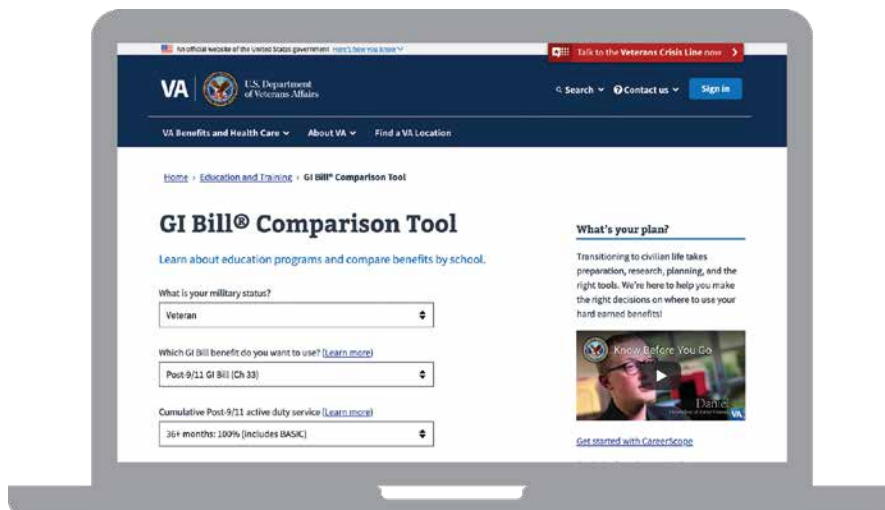 An official website of the United States government Here's how you know
Talk to the Veterans Crisis Line now
VA
U.S. Department
of Veterans Affairs
Search
Contact us
Sign in
VA Benefits and Health Care
About VA
Find a VA Location
Home › Education and Training › GI Bill® Comparison Tool
GI Bill® Comparison Tool
Learn about education programs and compare benefits by school.
What is your military status?
Veteran
Which GI Bill benefit do you want to use? (Learn more)
Post-9/11 GI Bill (Ch 33)
Cumulative Post-9/11 active duty service (Learn more)
36+ months: 100% (includes BASIC)
What's your plan?
Transitioning to civilian life takes
preparation, research, planning, and the
right tools. We're here to help you make
the right decisions on where to use your
hard earned benefits!
Know Before You Go
Daniel
VA
Get started with CareerScope